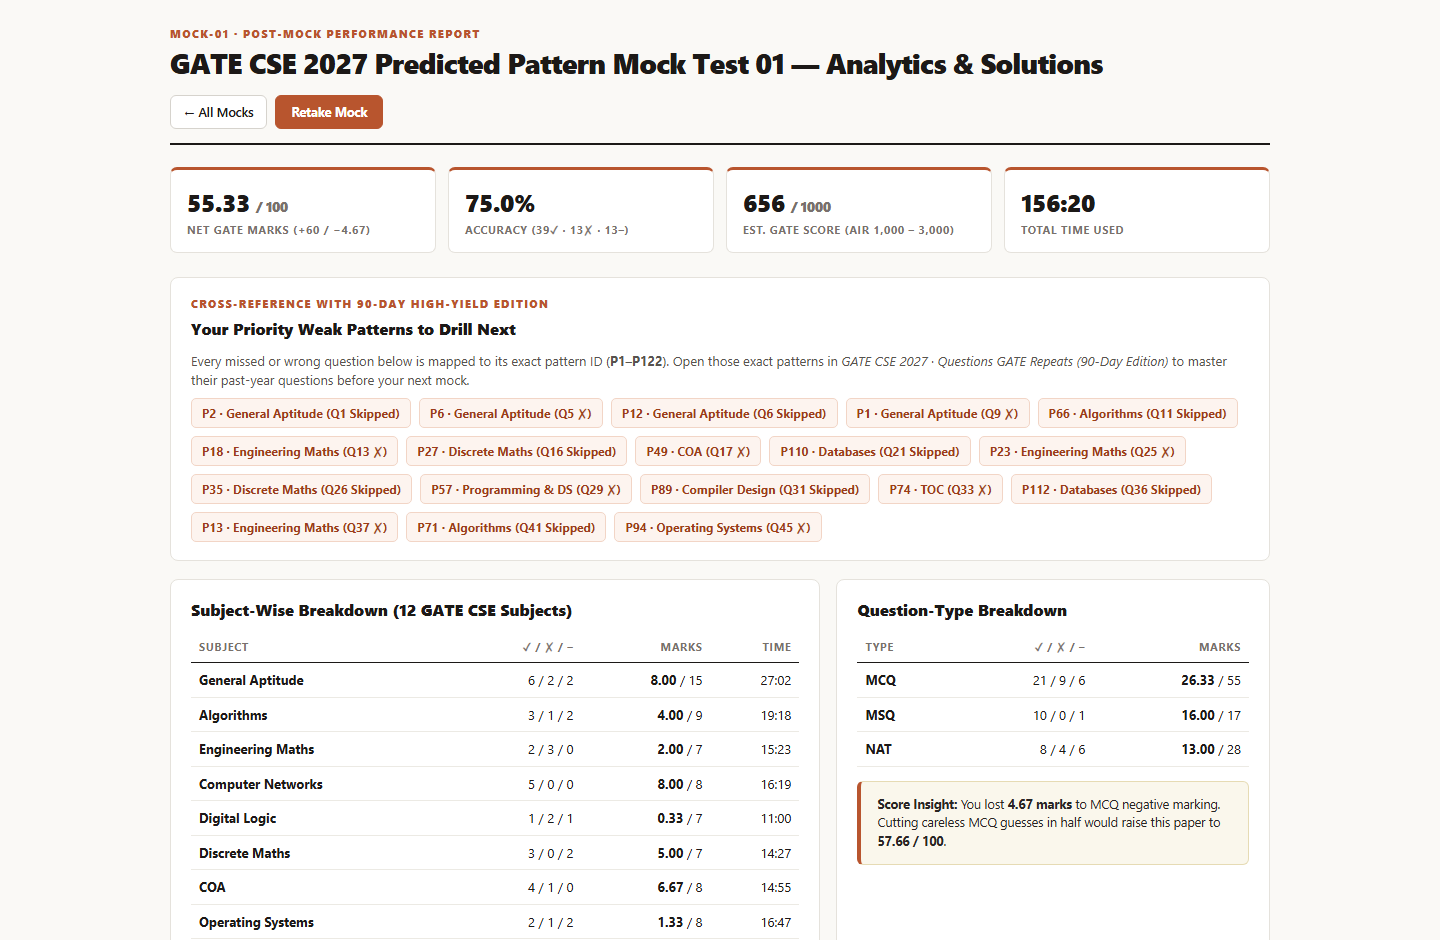 MOCK-01 · POST-MOCK PERFORMANCE REPORT
GATE CSE 2027 Predicted Pattern Mock Test 01 — Analytics & Solutions
← All Mocks
Retake Mock
55.33 / 100
NET GATE MARKS (+60 / −4.67)
75.0%
ACCURACY (39✓ · 13✗ · 13−)
656 / 1000
EST. GATE SCORE (AIR 1,000 – 3,000)
156:20
TOTAL TIME USED
CROSS-REFERENCE WITH 90-DAY HIGH-YIELD EDITION
Your Priority Weak Patterns to Drill Next
Every missed or wrong question below is mapped to its exact pattern ID (P1–P122). Open those exact patterns in GATE CSE 2027 · Questions GATE Repeats (90-Day Edition) to master
their past-year questions before your next mock.
P2 · General Aptitude (Q1 Skipped) P6 · General Aptitude (Q5 ✗) P12 · General Aptitude (Q6 Skipped) P1 · General Aptitude (Q9 ✗) P66 · Algorithms (Q11 Skipped)
P18 · Engineering Maths (Q13 ✗) P27 · Discrete Maths (Q16 Skipped) P49 · COA (Q17 ✗) P110 · Databases (Q21 Skipped) P23 · Engineering Maths (Q25 ✗)
P35 · Discrete Maths (Q26 Skipped) P57 · Programming & DS (Q29 ✗) P89 · Compiler Design (Q31 Skipped) P74 · TOC (Q33 ✗) P112 · Databases (Q36 Skipped)
P13 · Engineering Maths (Q37 ✗) P71 · Algorithms (Q41 Skipped) P94 · Operating Systems (Q45 ✗)
Subject-Wise Breakdown (12 GATE CSE Subjects)
SUBJECT ✓ / ✗ / − MARKS TIME
General Aptitude 6 / 2 / 2 8.00 / 15 27:02
Algorithms 3 / 1 / 2 4.00 / 9 19:18
Engineering Maths 2 / 3 / 0 2.00 / 7 15:23
Computer Networks 5 / 0 / 0 8.00 / 8 16:19
Digital Logic 1 / 2 / 1 0.33 / 7 11:00
Discrete Maths 3 / 0 / 2 5.00 / 7 14:27
COA 4 / 1 / 0 6.67 / 8 14:55
Operating Systems 2 / 1 / 2 1.33 / 8 16:47
Question-Type Breakdown
TYPE ✓ / ✗ / − MARKS
MCQ 21 / 9 / 6 26.33 / 55
MSQ 10 / 0 / 1 16.00 / 17
NAT 8 / 4 / 6 13.00 / 28
Score Insight: You lost 4.67 marks to MCQ negative marking.
Cutting careless MCQ guesses in half would raise this paper to
57.66 / 100.